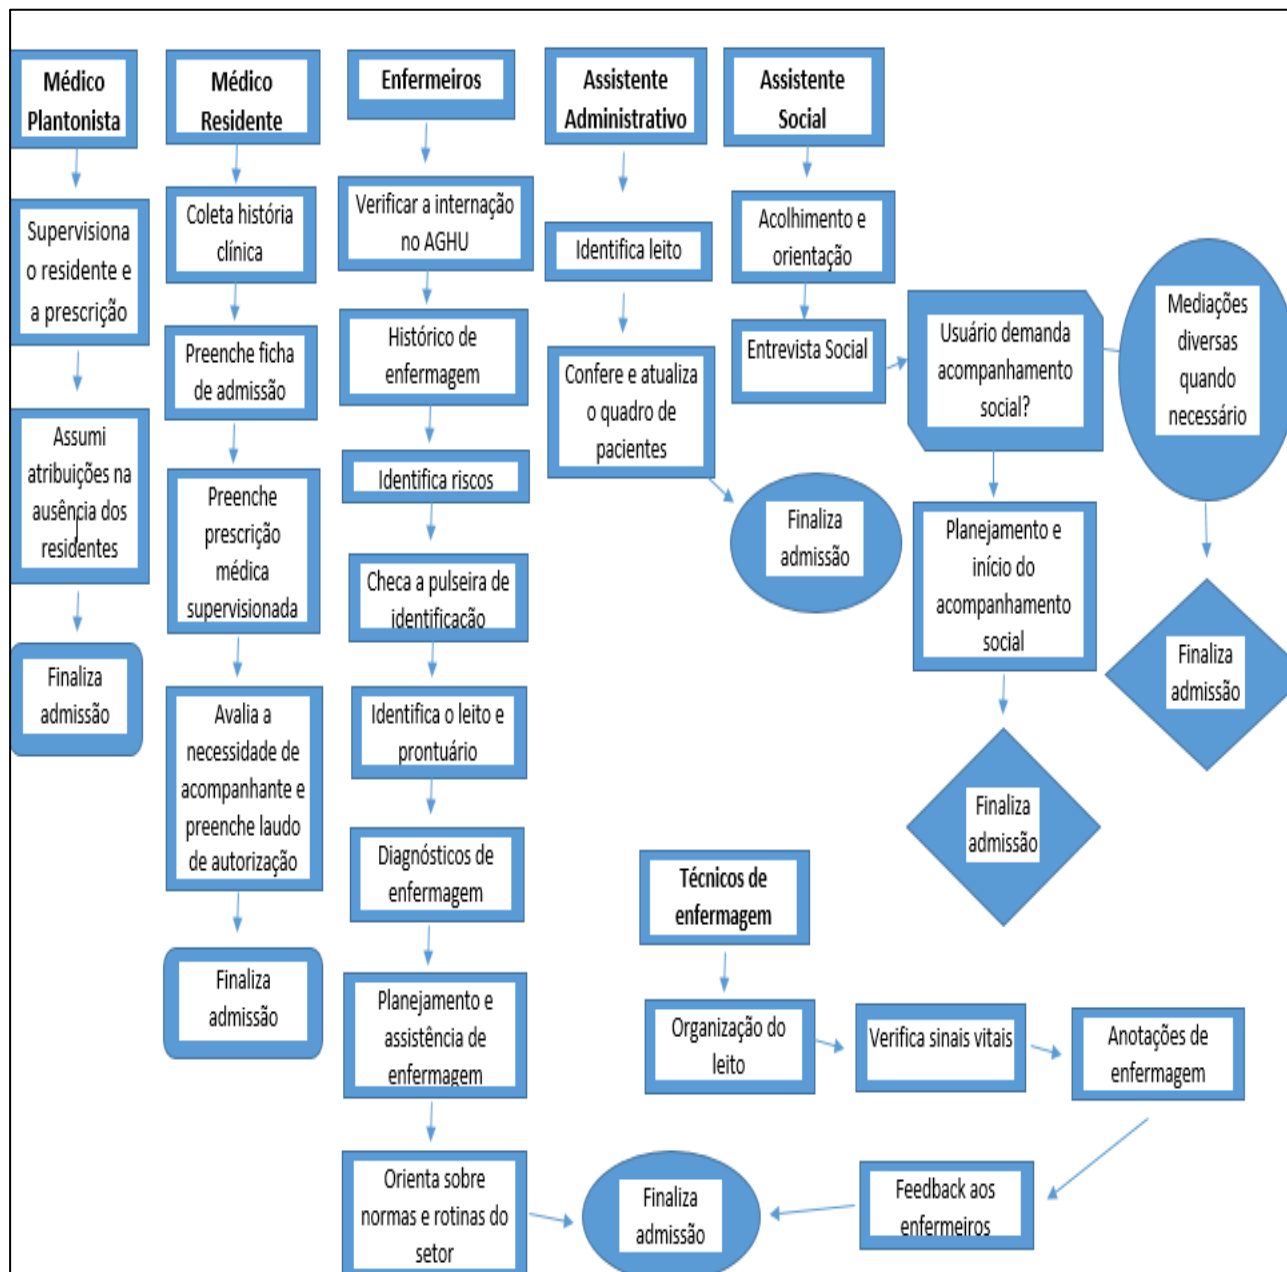 Médico
Plantonista
Supervisiona
o residente e
a prescrição
Assumi
atribuições na
ausência dos
residentes
Finaliza
admissão
Médico
Residente
Coleta história
clínica
Preenche ficha
de admissão
Preenche
prescrição
médica
supervisionada
Avalia a
necessidade de
acompanhante e
preenche laudo
de autorização
Finaliza
admissão
Enfermeiros
Verificar a internação
no AGHU
Histórico de
enfermagem
Identifica riscos
Checa a pulseira de
identificação
Identifica o leito e
prontuário
Diagnósticos de
enfermagem
Planejamento e
assistência de
enfermagem
Orienta sobre
normas e rotinas do
setor
Finaliza
admissão
Assistente
Administrativo
Identifica leito
Confere e atualiza
o quadro de
pacientes
Finaliza
admissão
Assistente
Social
Acolhimento e
orientação
Entrevista Social
Usuário demanda
acompanhamento
social?
Planejamento e
início do
acompanhamento
social
Finaliza
admissão
Mediações
diversas
quando
necessário
Finaliza
admissão
Técnicos de
enfermagem
Organização do
leito
Verifica sinais vitais
Anotações de
enfermagem
Feedback aos
enfermeiros